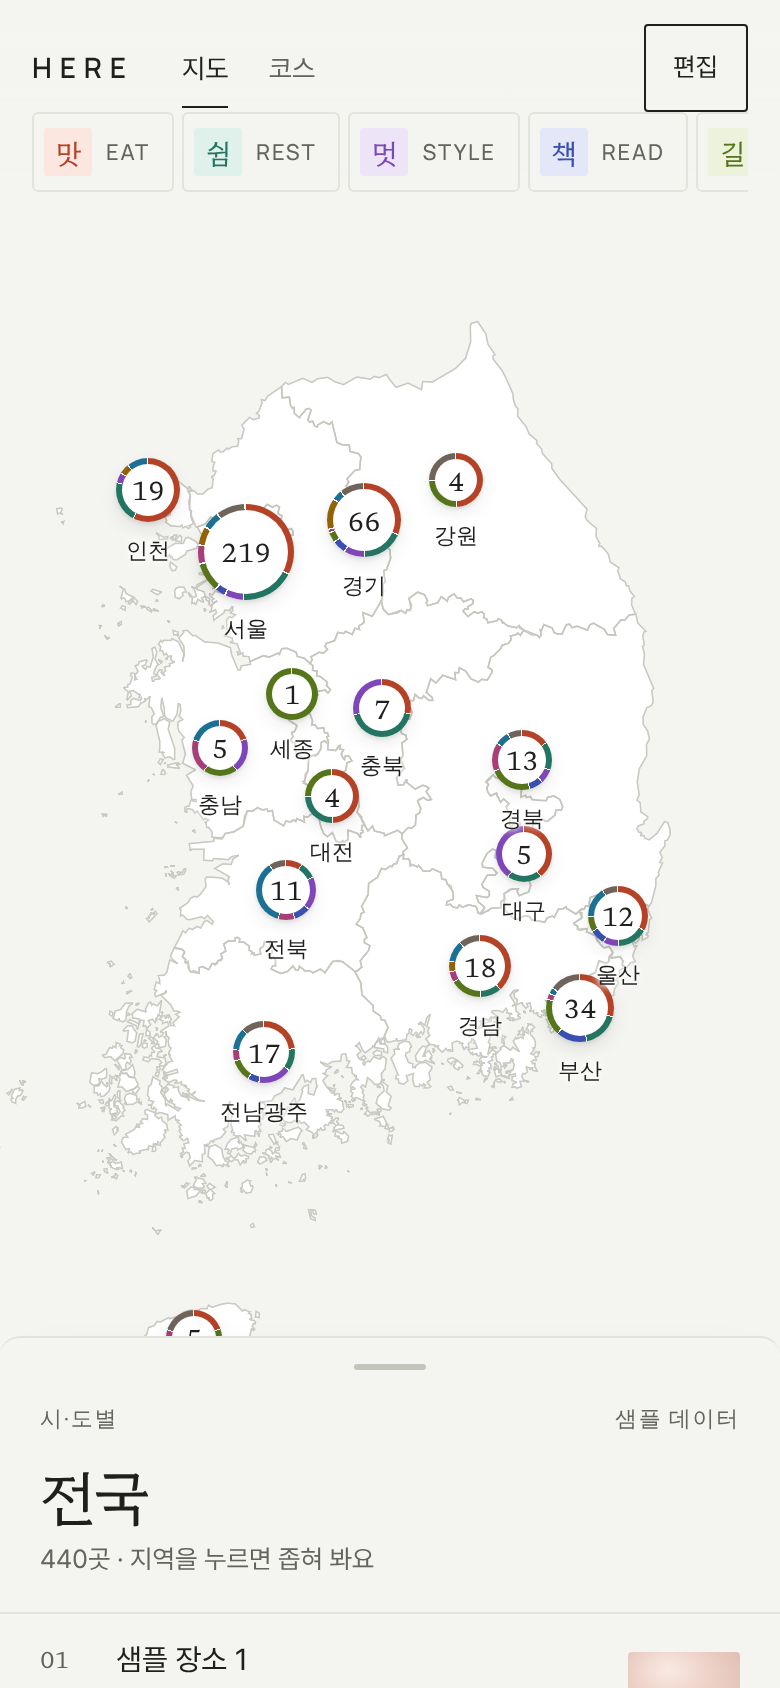 HERE 지도 코스 편집
맛 EAT 쉼 REST 멋 STYLE 책 READ 길
19
인천
219
서울
66
경기
4
강원
1
세종
7
충북
5
충남
4
대전
13
경북
5
대구
11
전북
12
울산
18
경남
34
부산
17
전남광주
5
시·도별 샘플 데이터
전국
440곳 · 지역을 누르면 좁혀 봐요
01 샘플 장소 1